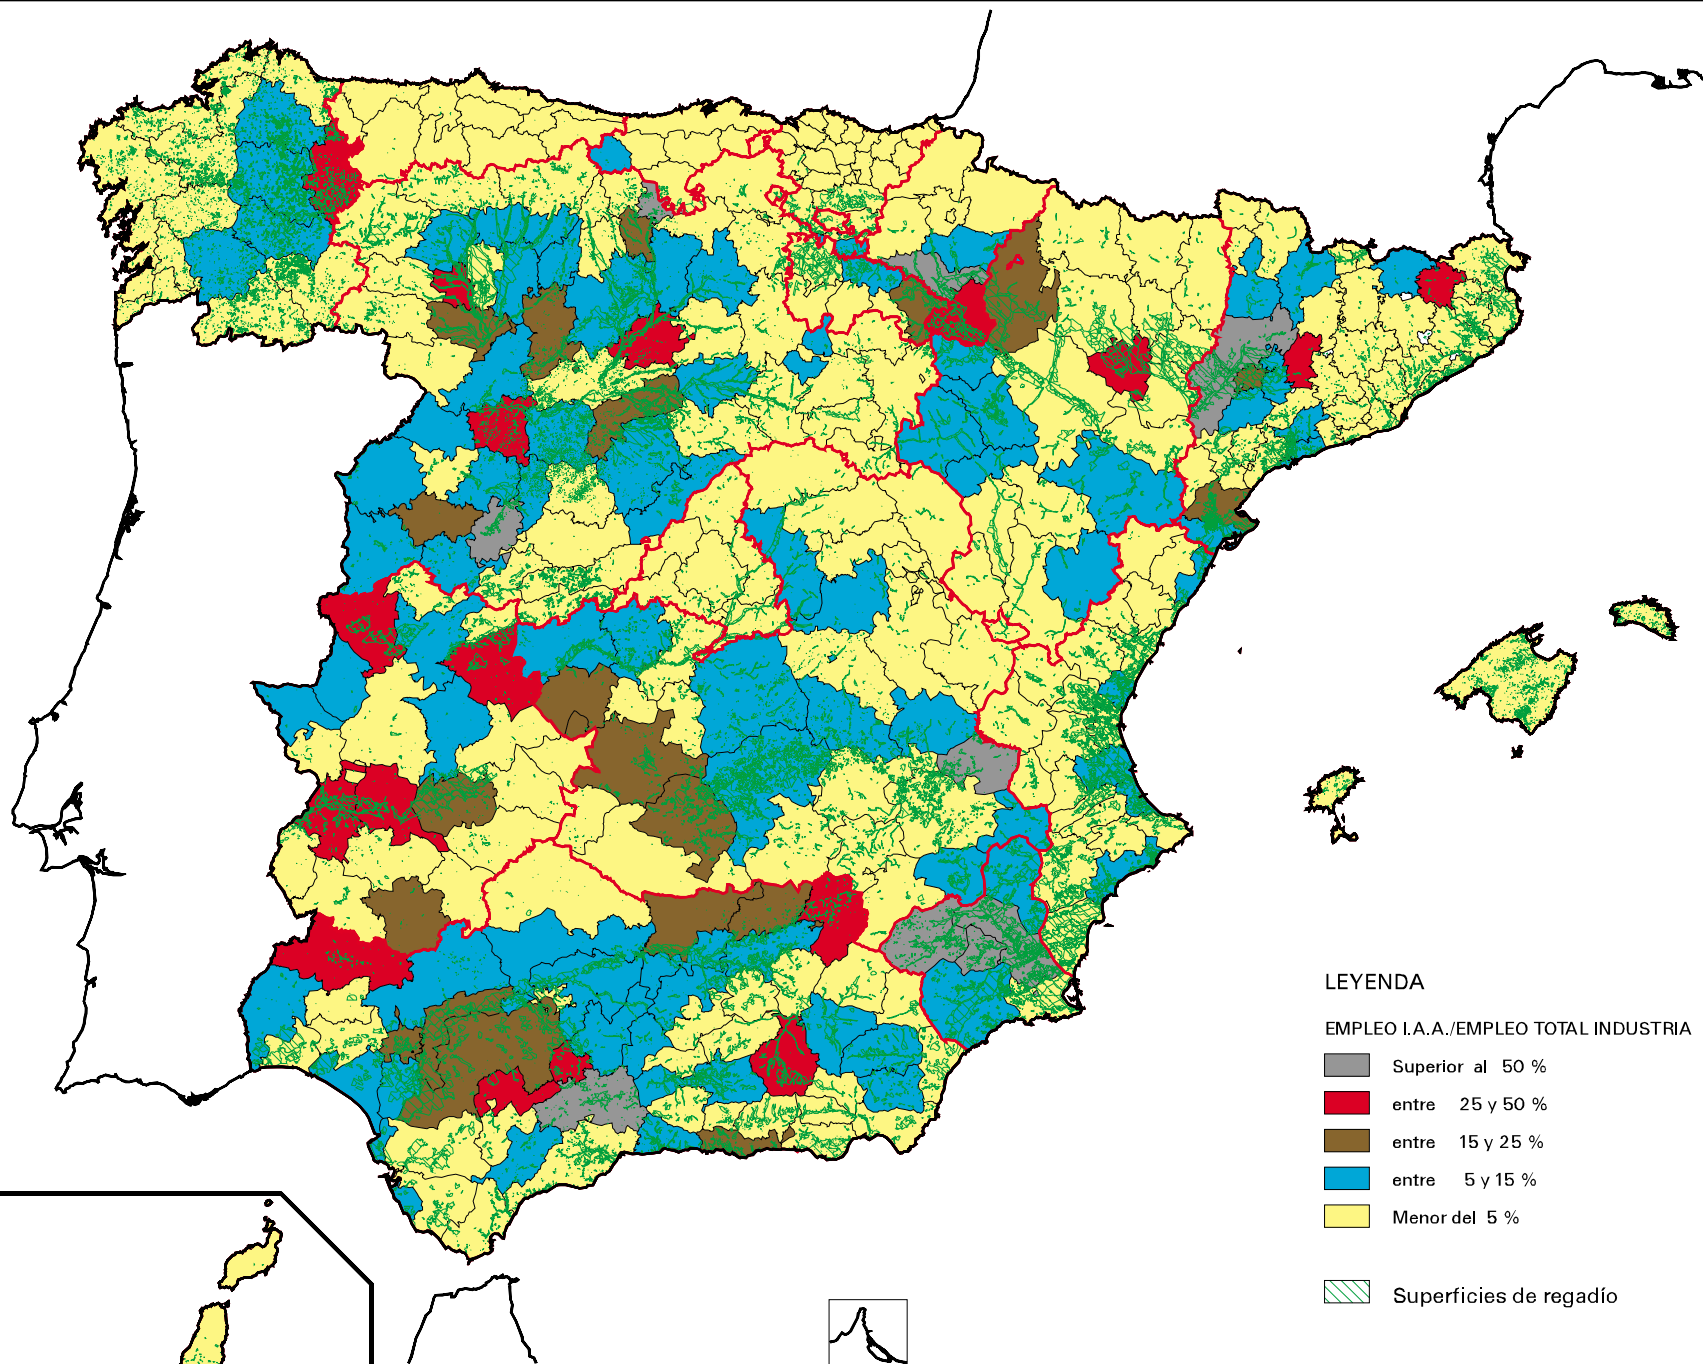 LEYENDA
EMPLEO I.A.A./EMPLEO TOTAL INDUSTRIA
Superior al 50 %
entre 25 y 50 %
entre 15 y 25 %
entre 5 y 15 %
Menor del 5 %
Superficies de regadío